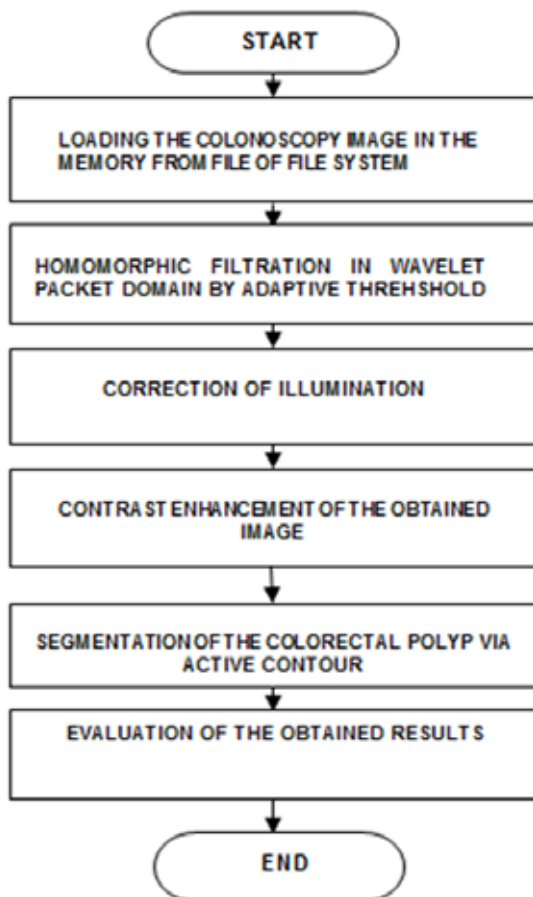 START
LOADING THE COLONOSCOPY IMAGE IN THE
MEMORY FROM FILE OF FILE SYSTEM
HOMOMORPHIC FILTRATION IN WAVELET
PACKET DOMAIN BY ADAPTIVE THREHSHOLD
CORRECTION OF ILLUMINATION
CONTRAST ENHANCEMENT OF THE OBTAINED
IMAGE
SEGMENTATION OF THE COLORECTAL POLYP VIA
ACTIVE CONTOUR
EVALUATION OF THE OBTAINED RESULTS
END